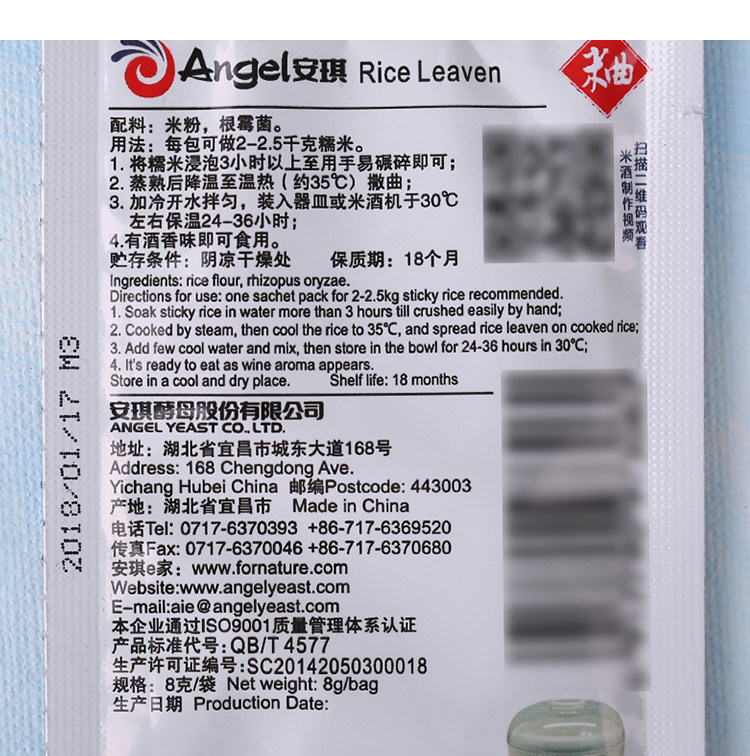 Angel安琪 Rice Leaven
米曲
配料：米粉，根霉菌。
用法：每包可做2-2.5千克糯米。
1. 将糯米浸泡3小时以上至用手易碾碎即可；
2. 蒸熟后降温至温热（约35℃）撒曲；
3. 加冷开水拌匀，装入器皿或米酒机于30℃
左右保温24-36小时；
4.有酒香味即可食用。
贮存条件：阴凉干燥处 保质期：18个月
扫描二维码观看
米酒制作视频
Ingredients: rice flour, rhizopus oryzae.
Directions for use: one sachet pack for 2-2.5kg sticky rice recommended.
1. Soak sticky rice in water more than 3 hours till crushed easily by hand;
2. Cooked by steam, then cool the rice to 35℃, and spread rice leaven on cooked rice;
3. Add few cool water and mix, then store in the bowl for 24-36 hours in 30℃;
4. It's ready to eat as wine aroma appears.
Store in a cool and dry place. Shelf life: 18 months
安琪酵母股份有限公司
ANGEL YEAST CO., LTD.
地址：湖北省宜昌市城东大道168号
Address: 168 Chengdong Ave.
Yichang Hubei China 邮编Postcode: 443003
产地：湖北省宜昌市 Made in China
电话Tel: 0717-6370393 +86-717-6369520
传真Fax: 0717-6370046 +86-717-6370680
安琪e家：www.fornature.com
Website:www.angelyeast.com
E-mail:aie@angelyeast.com
本企业通过ISO9001质量管理体系认证
产品标准代号:QB/T 4577
生产许可证编号:SC20142050300018
规格：8克/袋 Net weight: 8g/bag
生产日期 Production Date:
2018/01/17 M3